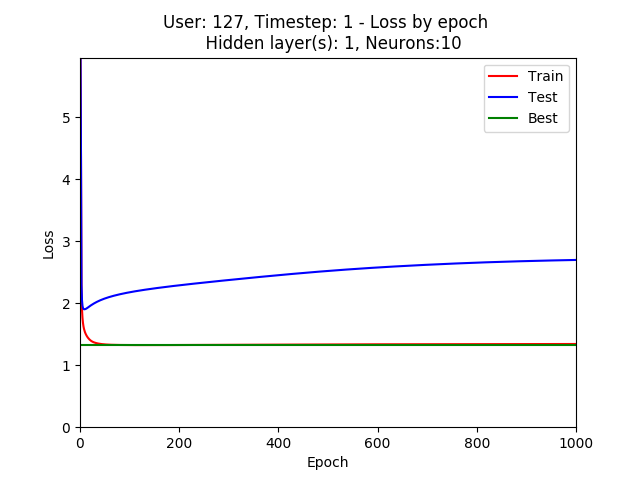 User: 127, Timestep: 1 - Loss by epoch
Hidden layer(s): 1, Neurons:10
Train
Test
Best
5
4
3
2
1
0
Loss
0 200 400 600 800 1000
Epoch